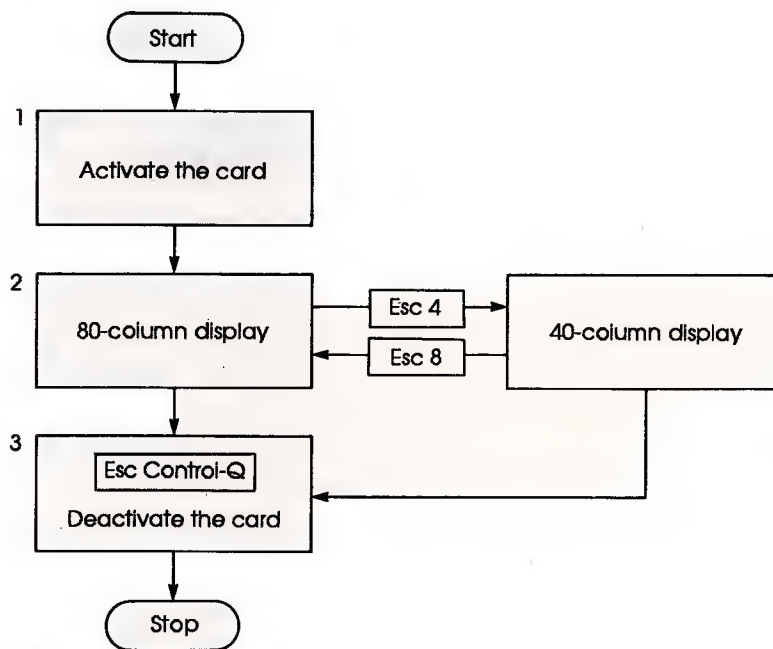 Start
1
Activate the card
2
80-column display
Esc 4
Esc 8
40-column display
3
Esc Control-Q
Deactivate the card
Stop